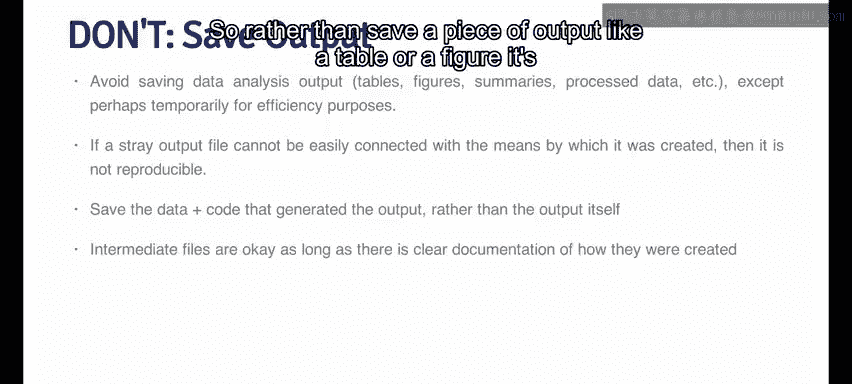 DON'T: Save Output
So rather than save a piece of output like
a table or a figure it's
· Avoid saving data analysis output (tables, figures, summaries, processed data, etc.), except
perhaps temporarily for efficiency purposes.
· If a stray output file cannot be easily connected with the means by which it was created, then it is
not reproducible.
· Save the data + code that generated the output, rather than the output itself
· Intermediate files are okay as long as there is clear documentation of how they were created